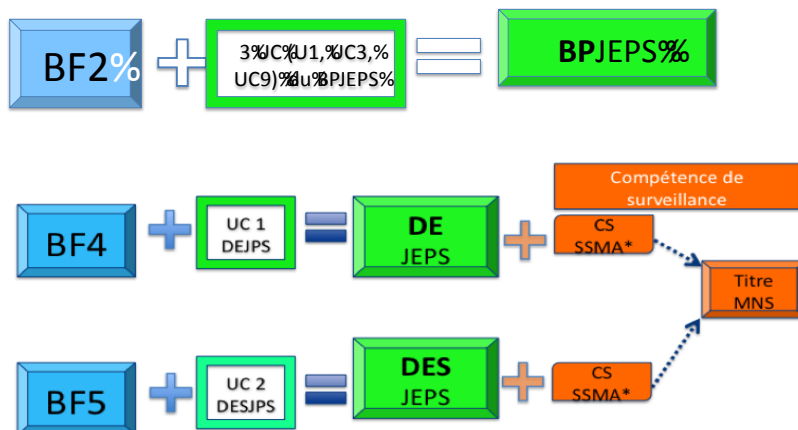 BF2%
3%UC%(U1,%UC3,%
UC9)%du%BPJEPS%
BPJEPS%%
Compétence de
surveillance
BF4
UC 1
DEJPS
DE
JEPS
CS
SSMA*
Titre
MNS
BF5
UC 2
DESJPS
DES
JEPS
CS
SSMA*